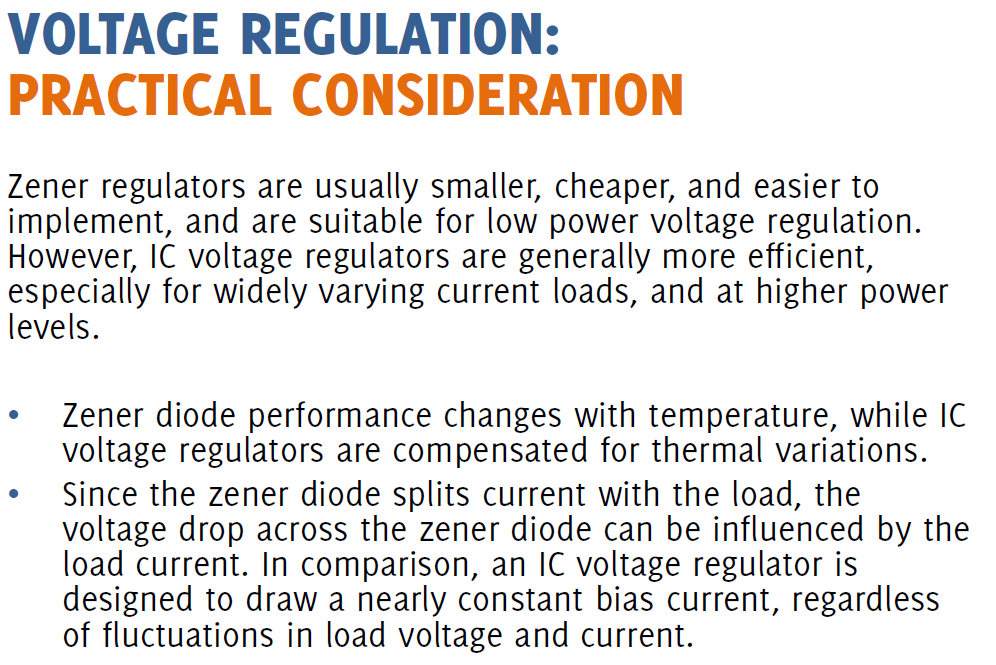 VOLTAGE REGULATION:
PRACTICAL CONSIDERATION
Zener regulators are usually smaller, cheaper, and easier to
implement, and are suitable for low power voltage regulation.
However, IC voltage regulators are generally more efficient,
especially for widely varying current loads, and at higher power
levels.
• Zener diode performance changes with temperature, while IC
voltage regulators are compensated for thermal variations.
• Since the zener diode splits current with the load, the
voltage drop across the zener diode can be influenced by the
load current. In comparison, an IC voltage regulator is
designed to draw a nearly constant bias current, regardless
of fluctuations in load voltage and current.